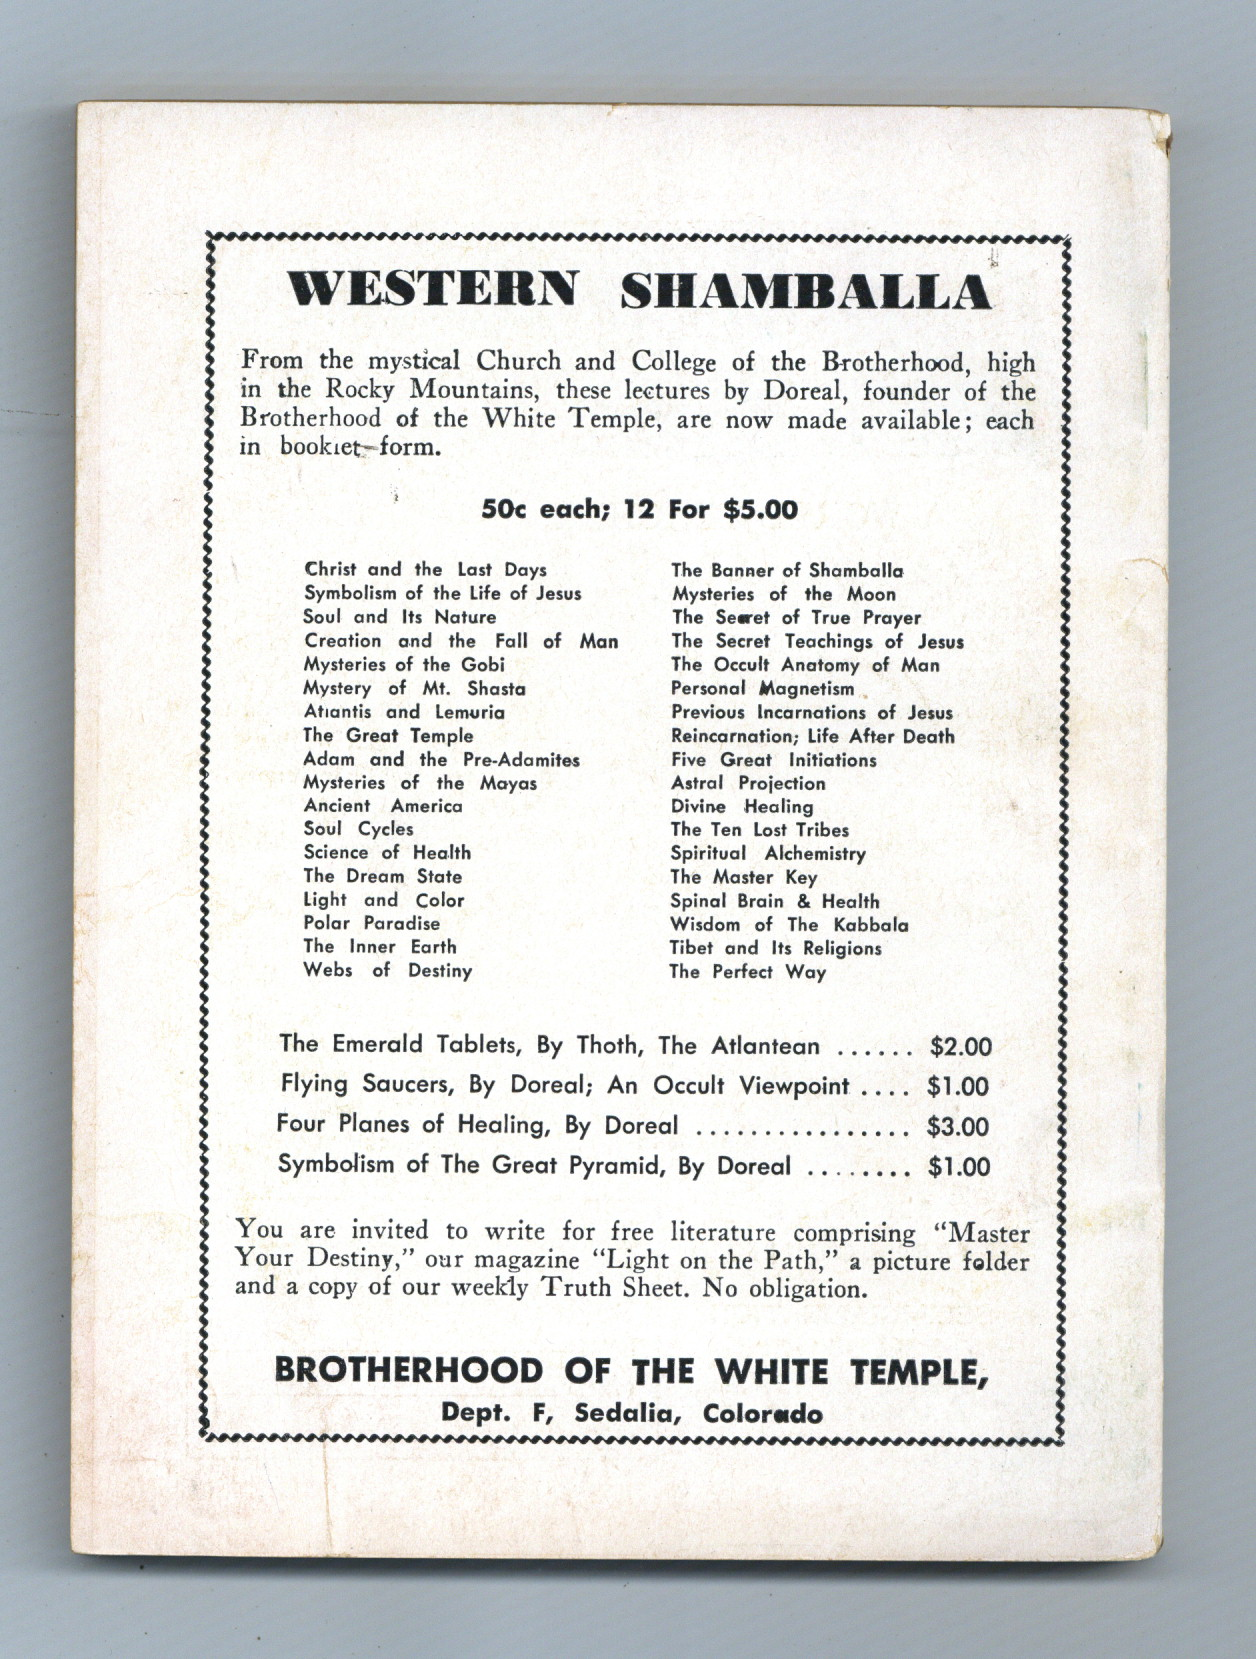 WESTERN SHAMBALLA
From the mystical Church and College of the Brotherhood, high
in the Rocky Mountains, these lectures by Doreal, founder of the
Brotherhood of the White Temple, are now made available; each
in booklet form.
50c each; 12 For $5.00
Christ and the Last Days
Symbolism of the Life of Jesus
Soul and Its Nature
Creation and the Fall of Man
Mysteries of the Gobi
Mystery of Mt. Shasta
Atlantis and Lemuria
The Great Temple
Adam and the Pre-Adamites
Mysteries of the Mayas
Ancient America
Soul Cycles
Science of Health
The Dream State
Light and Color
Polar Paradise
The Inner Earth
Webs of Destiny
The Banner of Shamballa
Mysteries of the Moon
The Secret of True Prayer
The Secret Teachings of Jesus
The Occult Anatomy of Man
Personal Magnetism
Previous Incarnations of Jesus
Reincarnation; Life After Death
Five Great Initiations
Astral Projection
Divine Healing
The Ten Lost Tribes
Spiritual Alchemistry
The Master Key
Spinal Brain & Health
Wisdom of The Kabbala
Tibet and Its Religions
The Perfect Way
The Emerald Tablets, By Thoth, The Atlantean ...... $2.00
Flying Saucers, By Doreal; An Occult Viewpoint .... $1.00
Four Planes of Healing, By Doreal ................ $3.00
Symbolism of The Great Pyramid, By Doreal ........ $1.00
You are invited to write for free literature comprising “Master
Your Destiny,” our magazine “Light on the Path,” a picture folder
and a copy of our weekly Truth Sheet. No obligation.
BROTHERHOOD OF THE WHITE TEMPLE,
Dept. F, Sedalia, Colorado